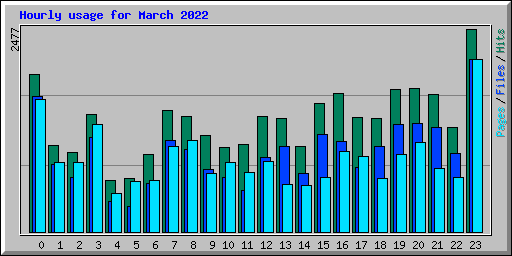 Hourly usage for March 2022
2477
Pages/Files/Hits
0 1 2 3 4 5 6 7 8 9 10 11 12 13 14 15 16 17 18 19 20 21 22 23